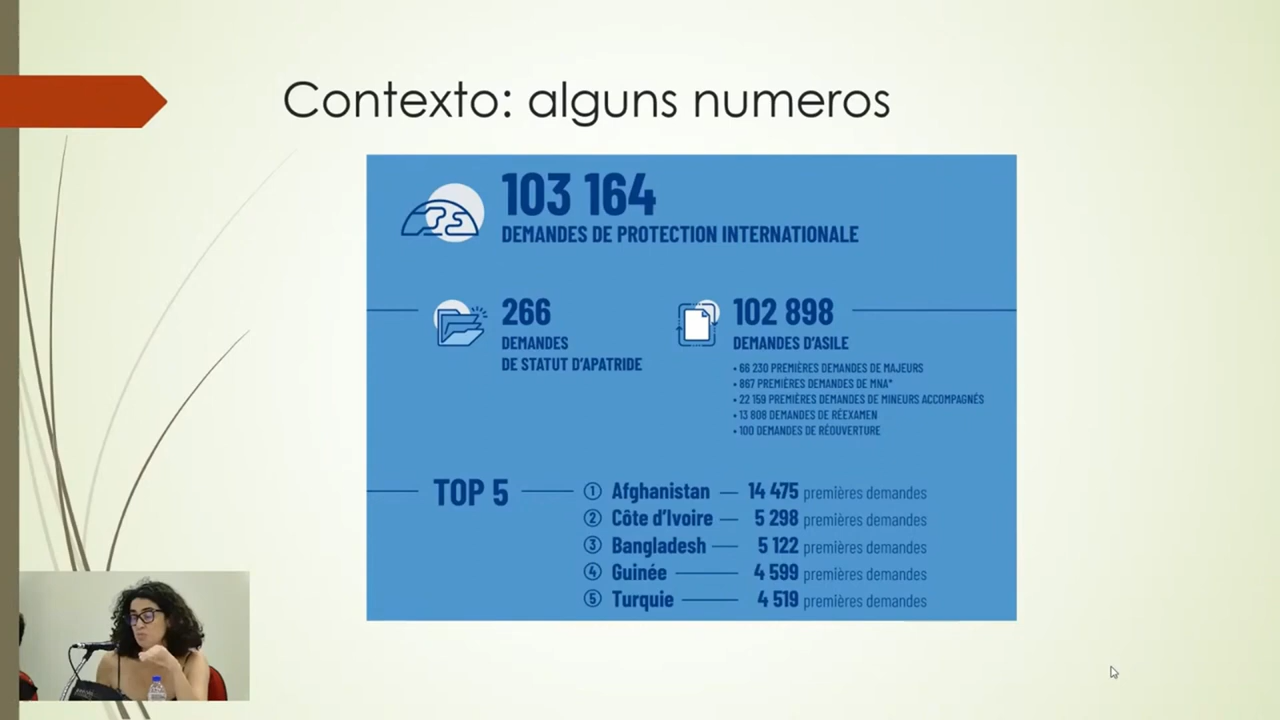 Contexto: alguns numeros
103 164
DEMANDES DE PROTECTION INTERNATIONALE
266
DEMANDES
DE STATUT D'APATRIDE
102 898
DEMANDES D'ASILE
• 66 230 PREMIÈRES DEMANDES DE MAJEURS
• 867 PREMIÈRES DEMANDES DE MNA*
• 22 159 PREMIÈRES DEMANDES DE MINEURS ACCOMPAGNÉS
• 13 808 DEMANDES DE RÉEXAMEN
• 100 DEMANDES DE RÉOUVERTURE
TOP 5
① Afghanistan — 14 475 premières demandes
② Côte d'Ivoire — 5 298 premières demandes
③ Bangladesh — 5 122 premières demandes
④ Guinée — 4 599 premières demandes
⑤ Turquie — 4 519 premières demandes